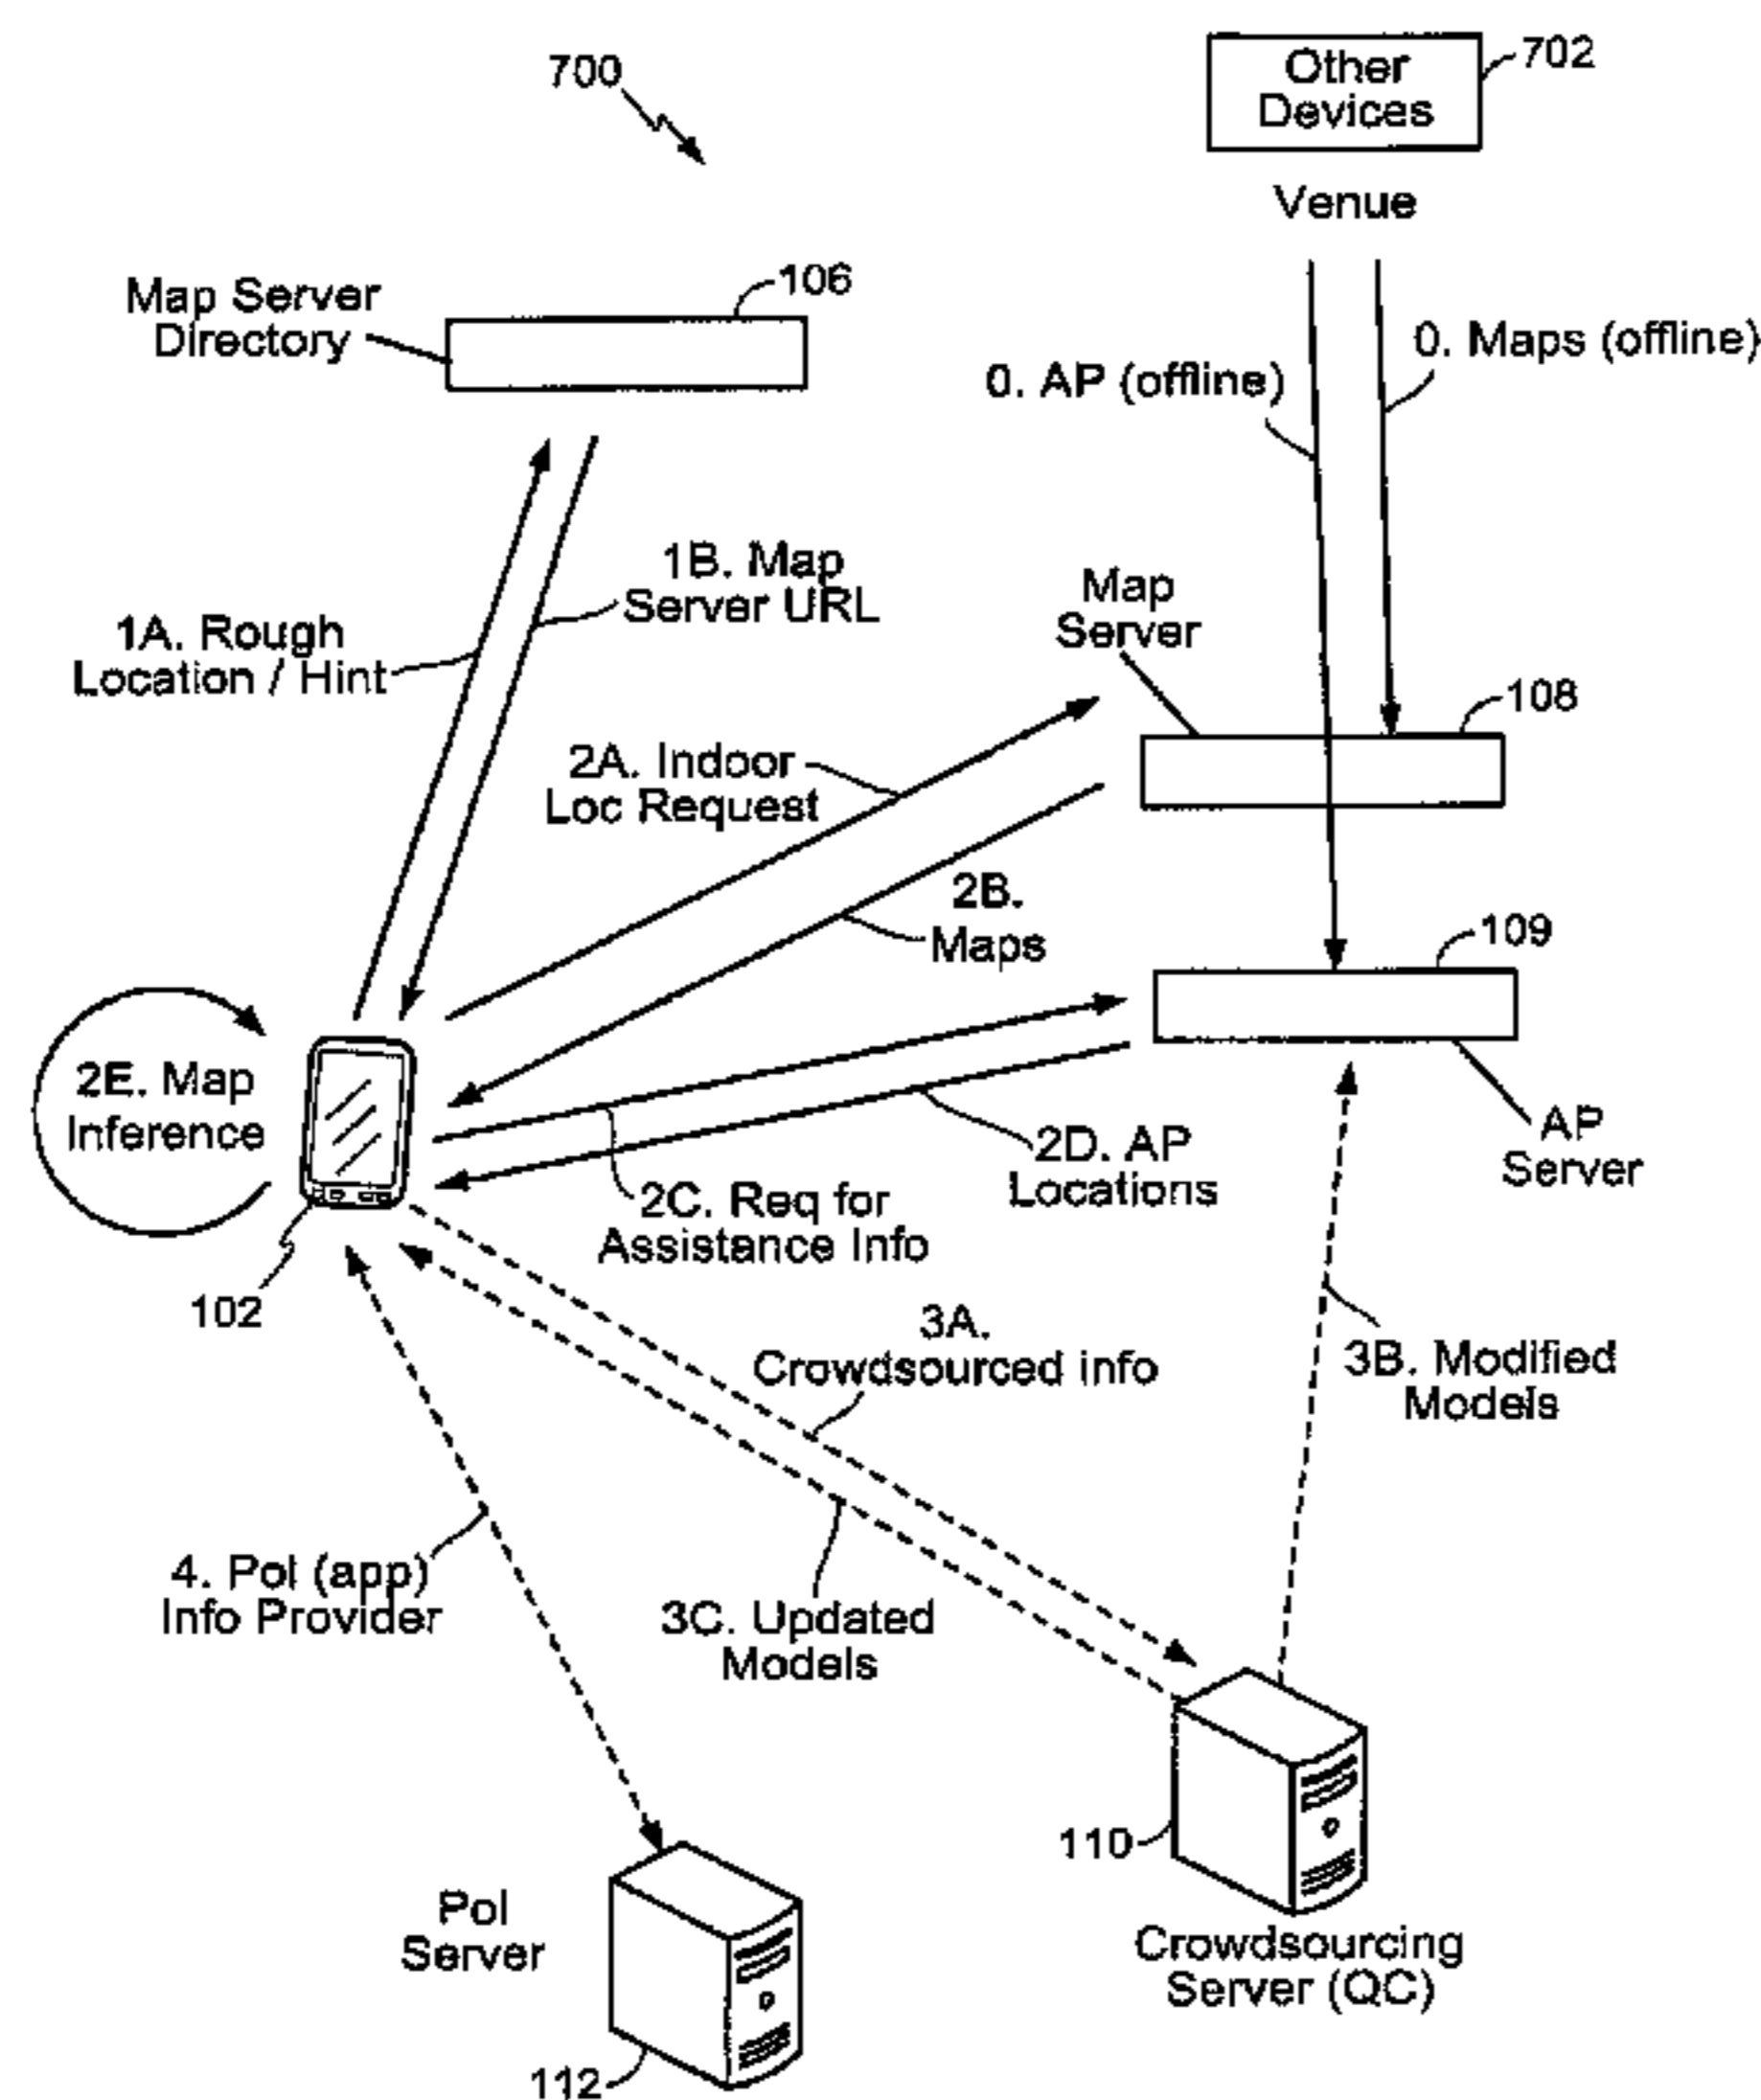 700
Other
Devices
702
Venue
Map Server
Directory
106
0. AP (offline)
0. Maps (offline)
1A. Rough
Location / Hint
1B. Map
Server URL
Map
Server
108
2A. Indoor
Loc Request
2B.
Maps
109
2E. Map
Inference
2D. AP
Locations
AP
Server
2C. Req for
Assistance Info
102
3A.
Crowdsourced info
3B. Modified
Models
4. PoI (app)
Info Provider
3C. Updated
Models
110
PoI
Server
Crowdsourcing
Server (QC)
112